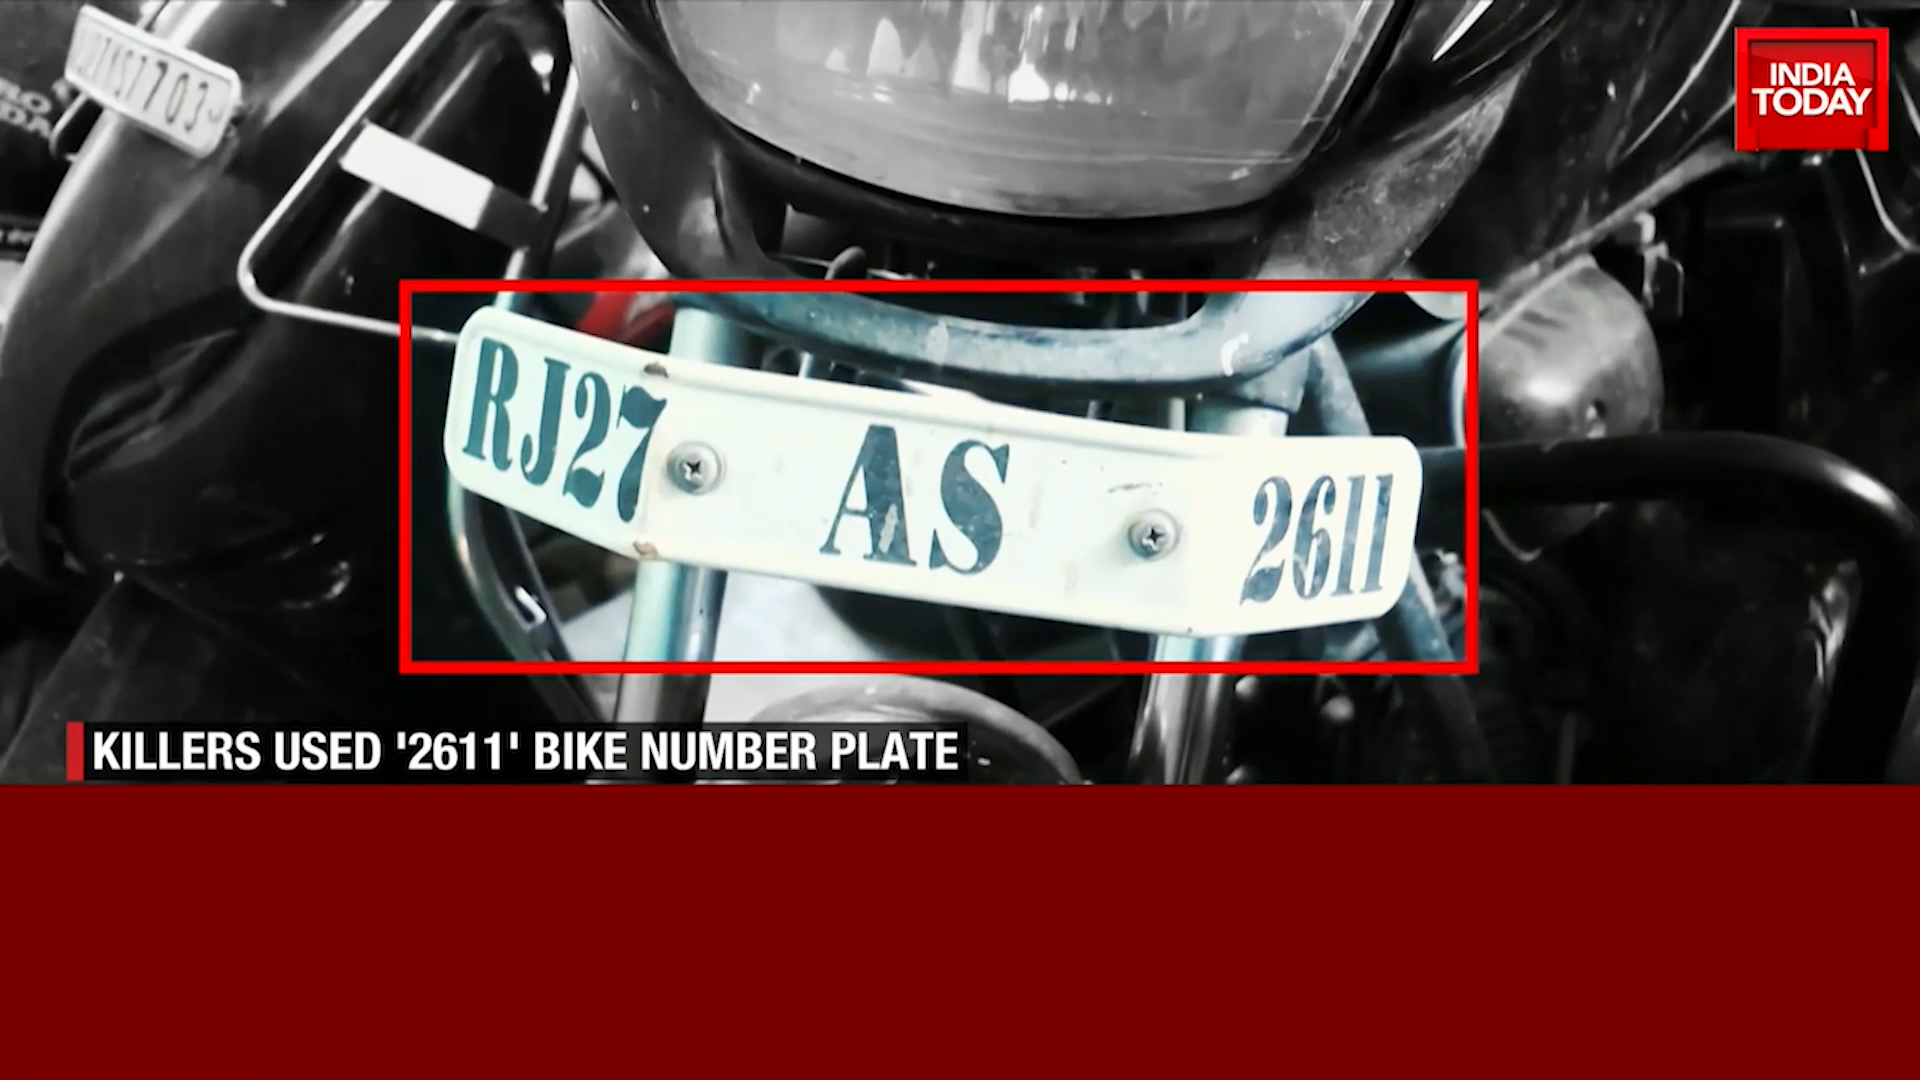 INDIA
TODAY
RJ27 AS 2611
KILLERS USED '2611' BIKE NUMBER PLATE